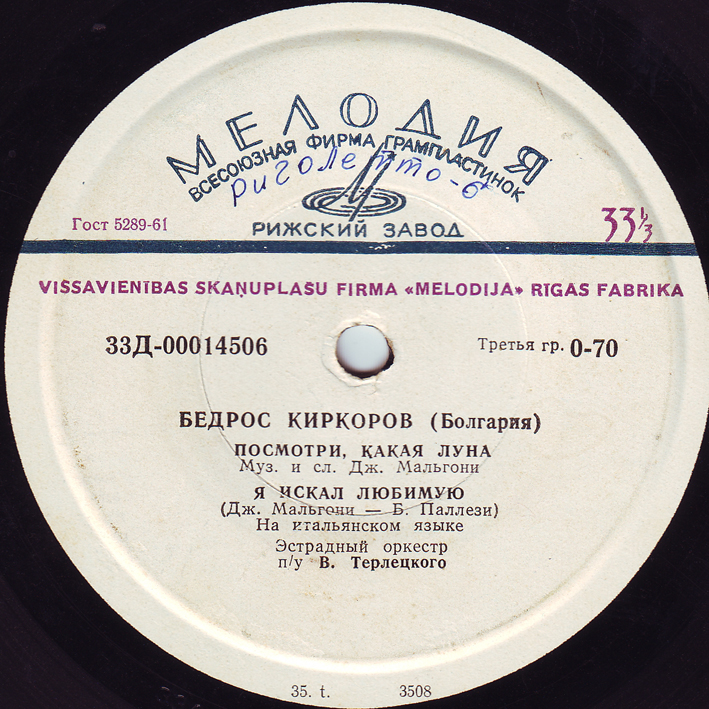 МЕЛОДИЯ
ВСЕСОЮЗНАЯ ФИРМА ГРАМПЛАСТИНОК
Риголетто-6
РИЖСКИЙ ЗАВОД
Гост 5289-61
33⅓
VISSAVIENĪBAS SKAŅUPLAŠU FIRMA «MELODIJA» RĪGAS FABRIKA
33Д-00014506
Третья гр. 0-70
БЕДРОС КИРКОРОВ (Болгария)
ПОСМОТРИ, КАКАЯ ЛУНА
Муз. и сл. Дж. Мальгони
Я ИСКАЛ ЛЮБИМУЮ
(Дж. Мальгони — Б. Паллези)
На итальянском языке
Эстрадный оркестр
п/у В. Терлецкого
35. t. 3508